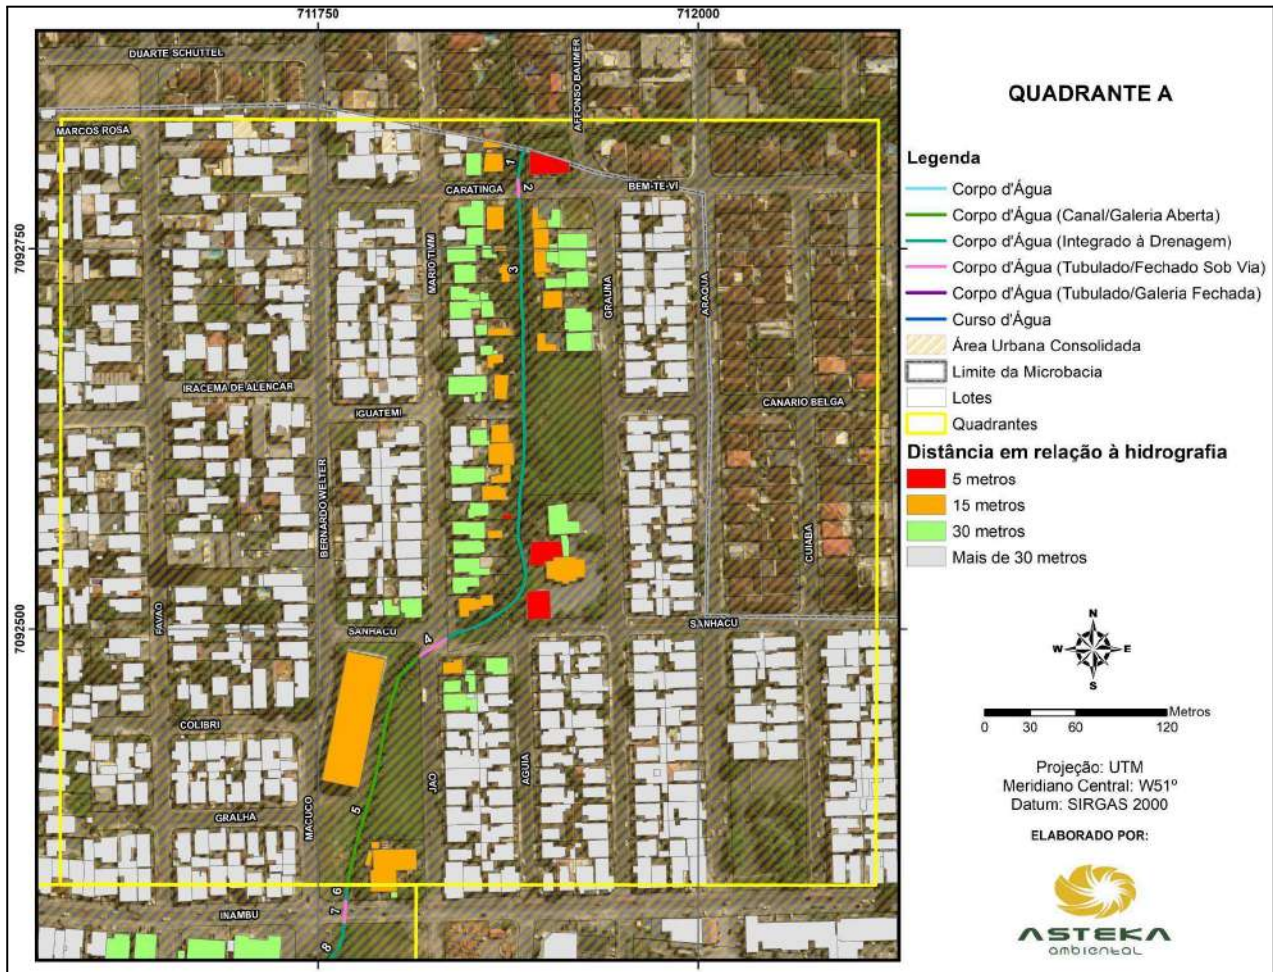 711750
712000
7092750
7092500
DUARTE SCHUTTEL
AFFONSO BAUMER
MARCOS ROSA
1
CARATINGA
2
BEM-TE-VI
MARIO TIVM
3
GRAUNA
ARAQUA
IRACEMA DE ALENCAR
IGUATEMI
CANARIO BELGA
BERNARDO WELTER
CUIABA
FAVAO
SANHACU
4
SANHACU
COLIBRI
JAO
AGUIA
MACUCO
GRALHA
5
6
INAMBU
7
8
QUADRANTE A
Legenda
Corpo d'Água
Corpo d'Água (Canal/Galeria Aberta)
Corpo d'Água (Integrado à Drenagem)
Corpo d'Água (Tubulado/Fechado Sob Via)
Corpo d'Água (Tubulado/Galeria Fechada)
Curso d'Água
Área Urbana Consolidada
Limite da Microbacia
Lotes
Quadrantes
Distância em relação à hidrografia
5 metros
15 metros
30 metros
Mais de 30 metros
N
W E
S
Metros
0 30 60 120
Projeção: UTM
Meridiano Central: W51º
Datum: SIRGAS 2000
ELABORADO POR:
ASTEKA
ambiental